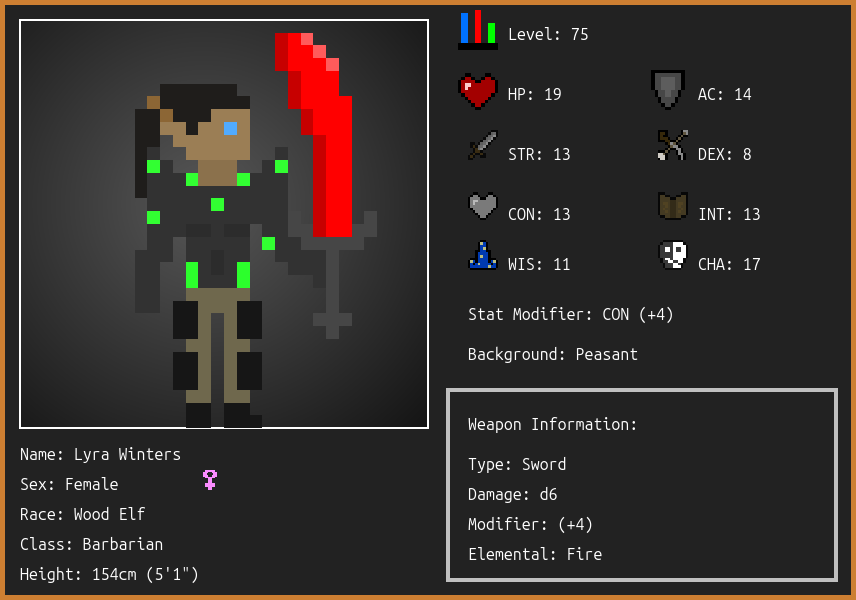 Level: 75
HP: 19
AC: 14
STR: 13
DEX: 8
CON: 13
INT: 13
WIS: 11
CHA: 17
Stat Modifier: CON (+4)
Background: Peasant
Weapon Information:
Type: Sword
Damage: d6
Modifier: (+4)
Elemental: Fire
Name: Lyra Winters
Sex: Female
Race: Wood Elf
Class: Barbarian
Height: 154cm (5'1")